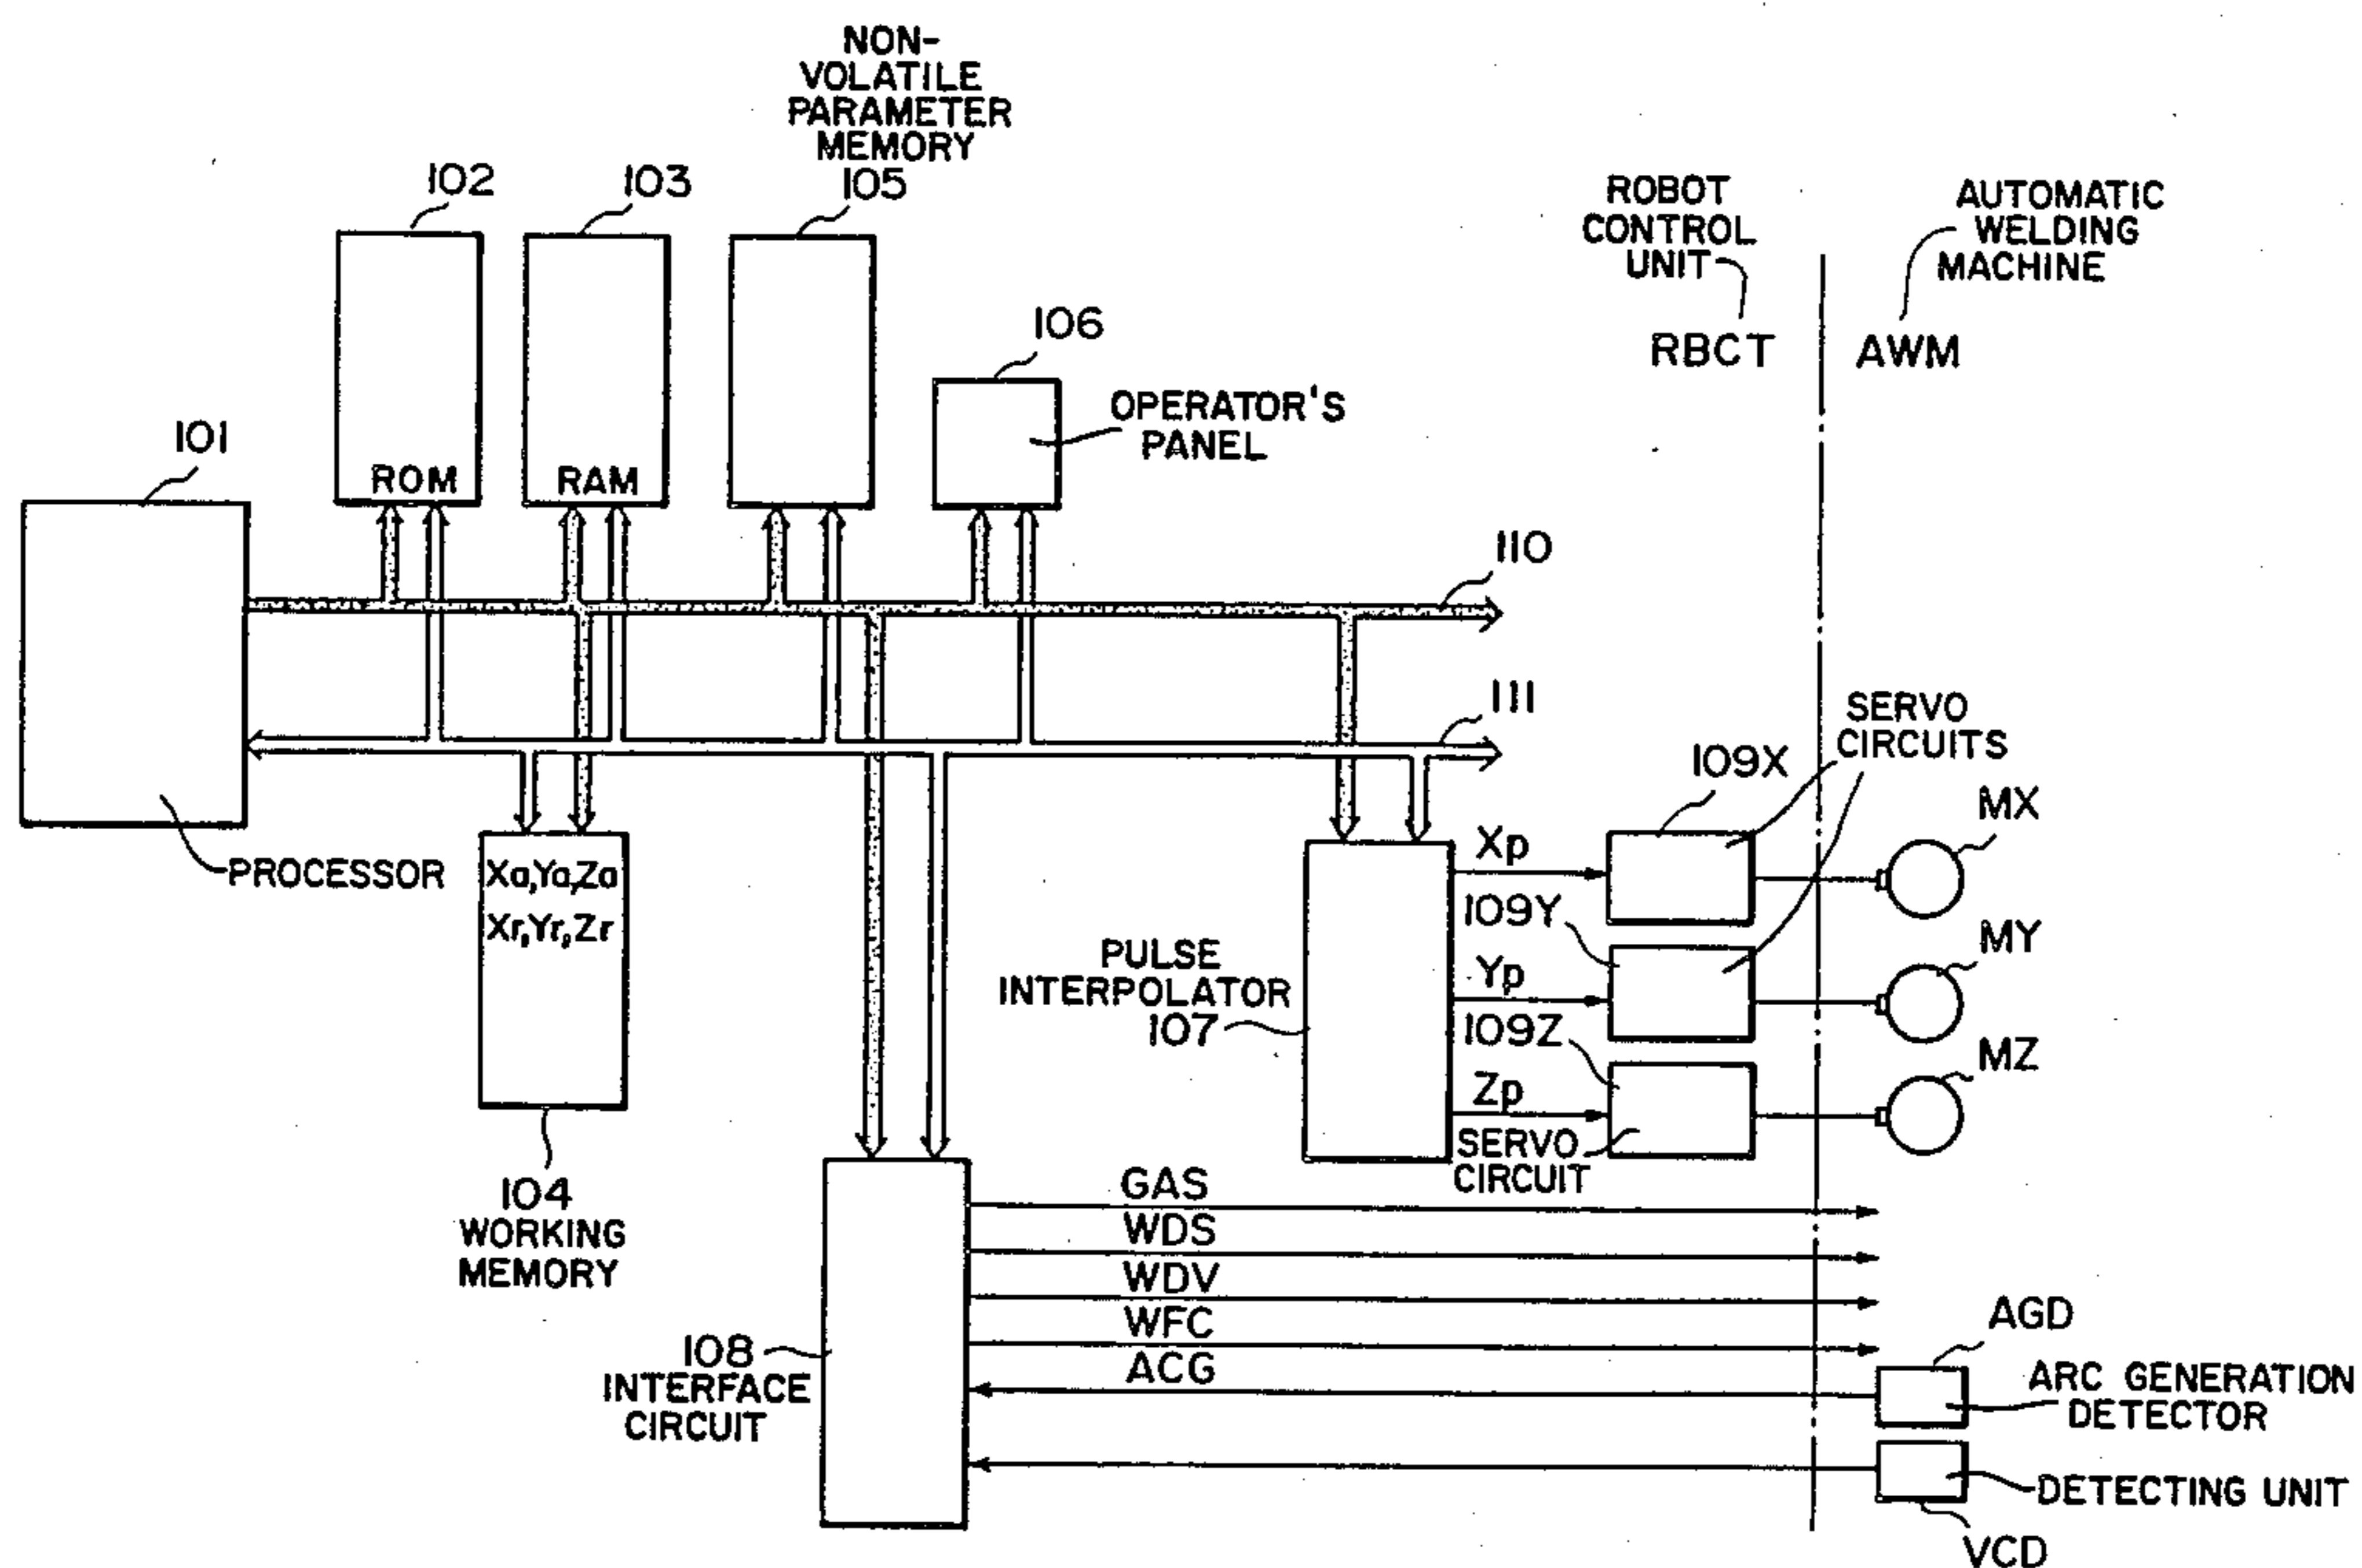 NON-
VOLATILE
PARAMETER
MEMORY
105
102
103
ROBOT
CONTROL
UNIT
RBCT
AUTOMATIC
WELDING
MACHINE
AWM
106
OPERATOR'S
PANEL
101
ROM
RAM
110
111
SERVO
CIRCUITS
109X
MX
PROCESSOR
Xa,Ya,Za
Xr,Yr,Zr
Xp
109Y
MY
PULSE
INTERPOLATOR
107
Yp
109Z
MZ
Zp
SERVO
CIRCUIT
104
WORKING
MEMORY
GAS
WDS
WDV
WFC
ACG
108
INTERFACE
CIRCUIT
AGD
ARC GENERATION
DETECTOR
DETECTING UNIT
VCD